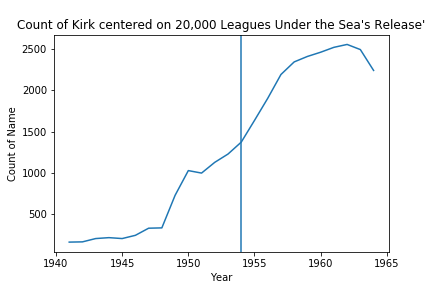 Count of Kirk centered on 20,000 Leagues Under the Sea's Release'
2500
2000
1500
1000
500
Count of Name
1940 1945 1950 1955 1960 1965
Year